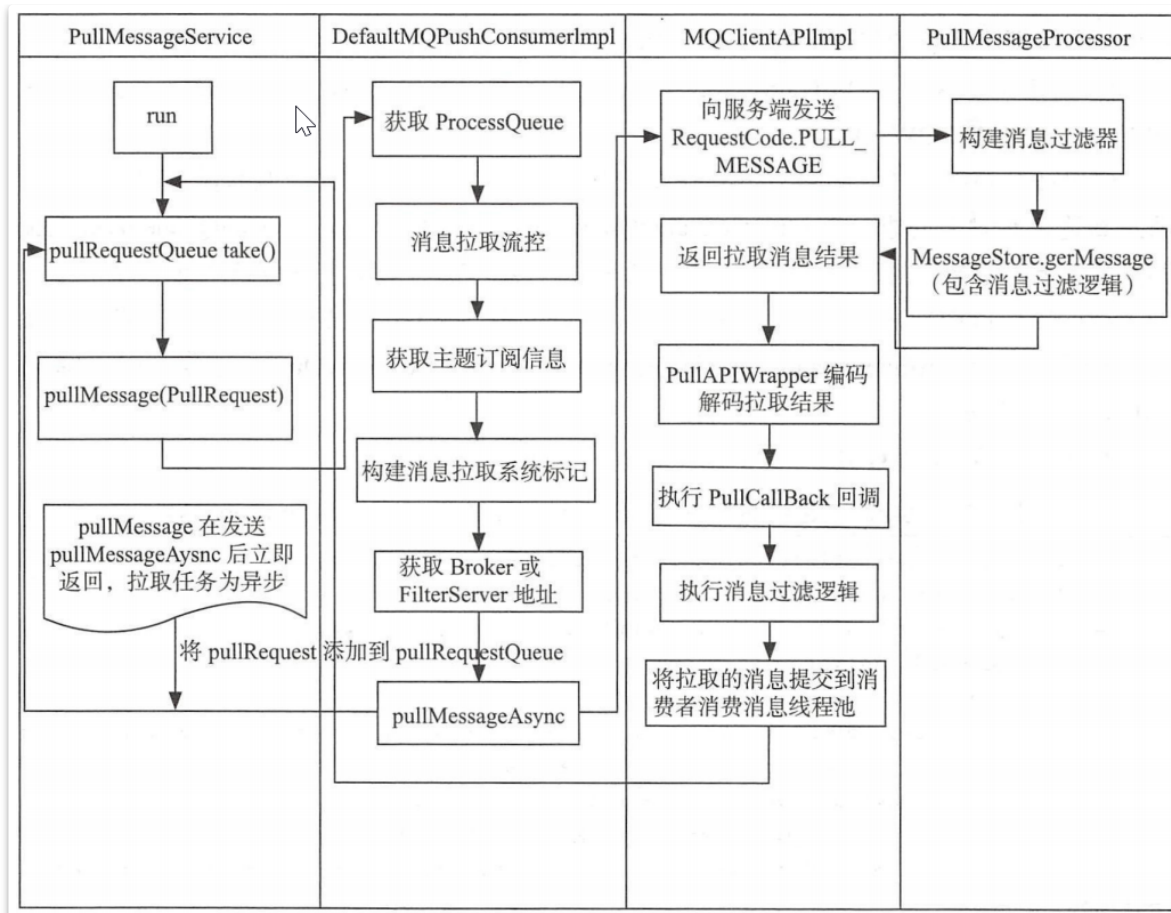 PullMessageService
DefaultMQPushConsumerImpl
MQClientAPIlmpl
PullMessageProcessor
run
pullRequestQueue take()
pullMessage(PullRequest)
pullMessage 在发送
pullMessageAysnc 后立即
返回，拉取任务为异步
将 pullRequest 添加到 pullRequestQueue
获取 ProcessQueue
消息拉取流控
获取主题订阅信息
构建消息拉取系统标记
获取 Broker 或
FilterServer 地址
pullMessageAsync
向服务端发送
RequestCode.PULL_
MESSAGE
返回拉取消息结果
PullAPIWrapper 编码
解码拉取结果
执行 PullCallBack 回调
执行消息过滤逻辑
将拉取的消息提交到消
费者消费消息线程池
构建消息过滤器
MessageStore.gerMessage
（包含消息过滤逻辑）